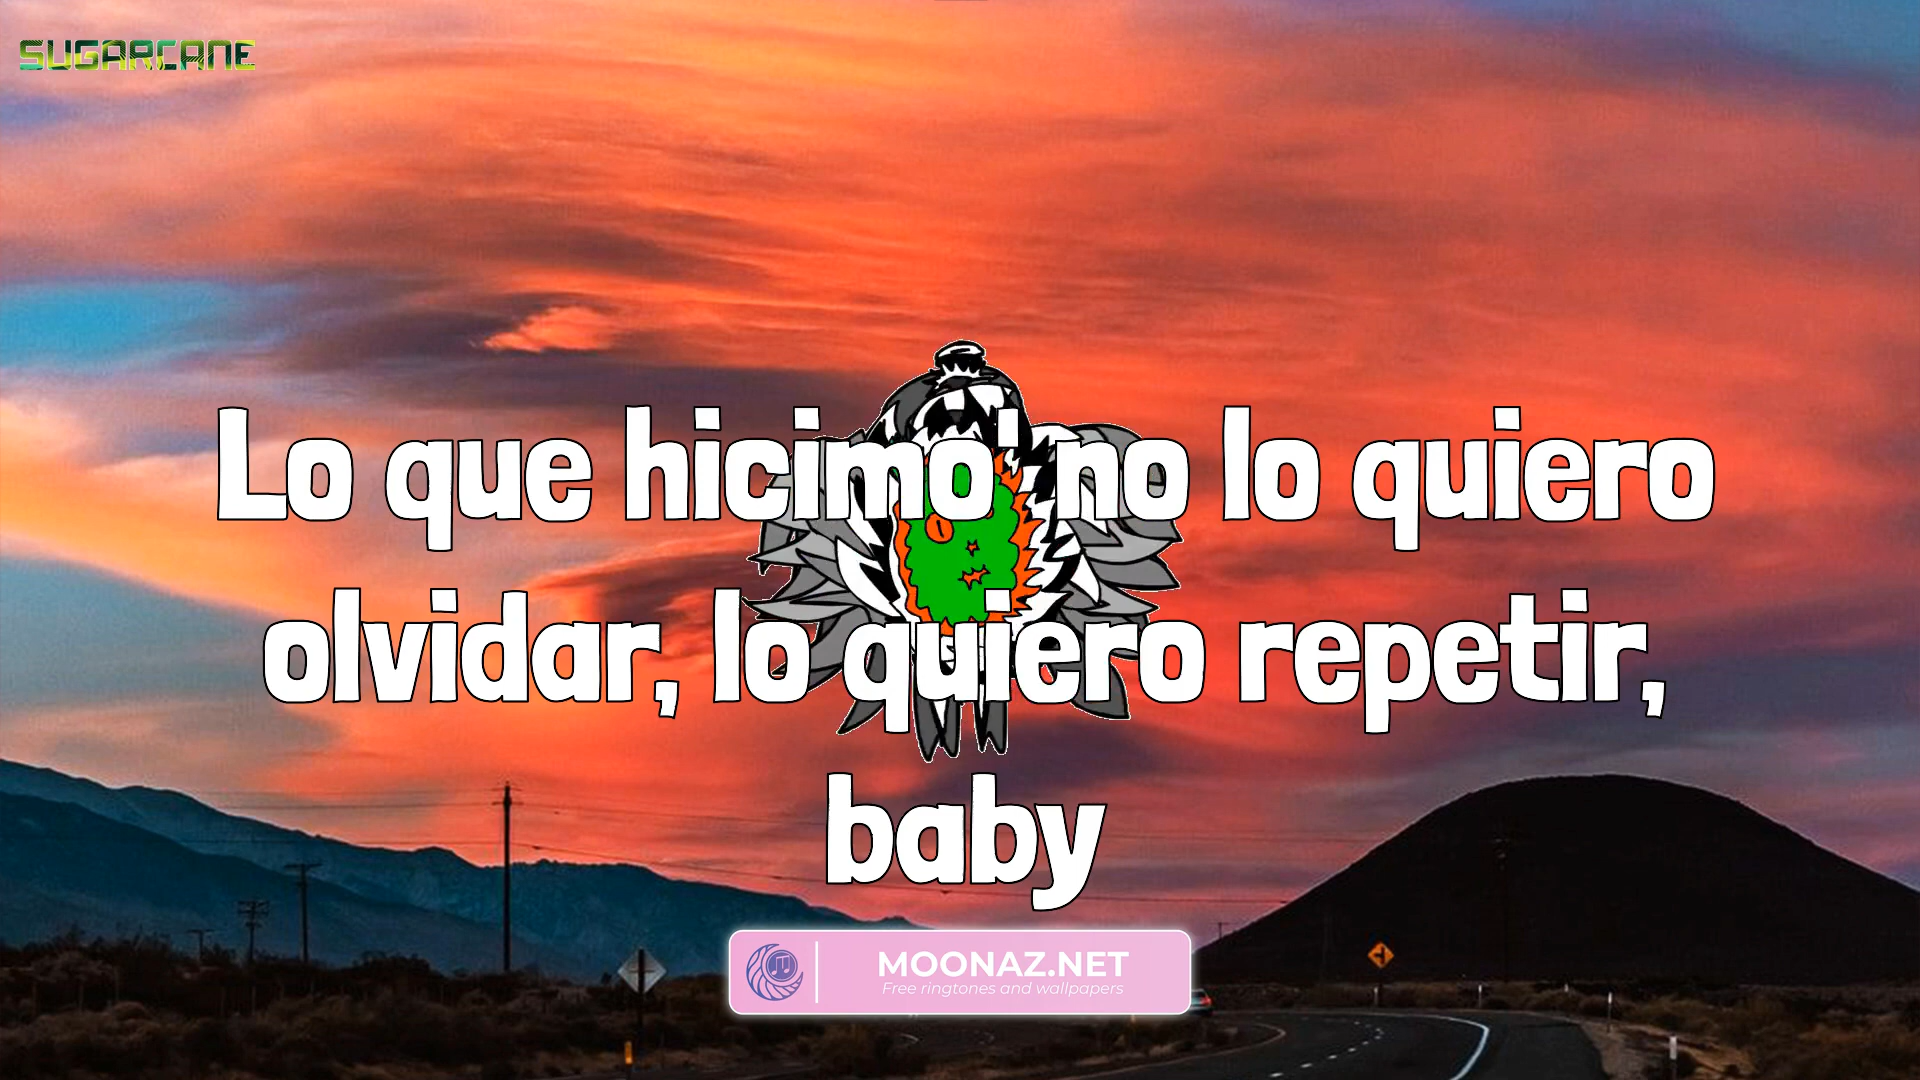 SUGARCANE
Lo que hicimo' no lo quiero
olvidar, lo quiero repetir,
baby
MOONAZ.NET
Free ringtones and wallpapers